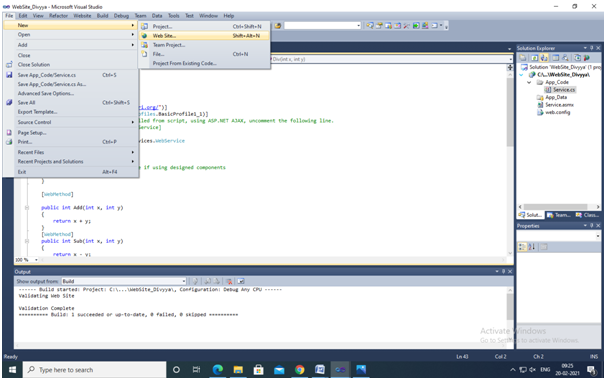 WebSite_Divyya - Microsoft Visual Studio
File Edit View Refactor Website Build Debug Team Data Tools Test Window Help
New
Project... Ctrl+Shift+N
Open
Web Site... Shift+Alt+N
Add
Team Project...
File... Ctrl+N
Close
Project From Existing Code...
Close Solution
Save App_Code/Service.cs Ctrl+S
Save App_Code/Service.cs As...
Advanced Save Options...
Save All Ctrl+Shift+S
Export Template...
Source Control
Page Setup...
Print... Ctrl+P
Recent Files
Recent Projects and Solutions
Exit Alt+F4
Div(int x, int y)
ri.org/")]
files.BasicProfile1_1)]
led from script, using ASP.NET AJAX, uncomment the following line.
Service]
vices.WebService
e if using designed components
}
[WebMethod]
public int Add(int x, int y)
{
return x + y;
}
[WebMethod]
public int Sub(int x, int y)
{
return x - y;
100 %
Solution Explorer
Solution 'WebSite_Divyya' (1 proj
C:\...\WebSite_Divyya\
App_Code
Service.cs
App_Data
Service.asmx
web.config
Solut... Team... Class...
Properties
Output
Show output from: Build
------ Build started: Project: C:\...\WebSite_Divyya\, Configuration: Debug Any CPU ------
Validating Web Site
Validation Complete
========== Build: 1 succeeded or up-to-date, 0 failed, 0 skipped ==========
Activate Windows
Go to Settings to activate Windows.
Ready Ln 43 Col 2 Ch 2 INS
Type here to search
ENG
09:25
20-02-2021